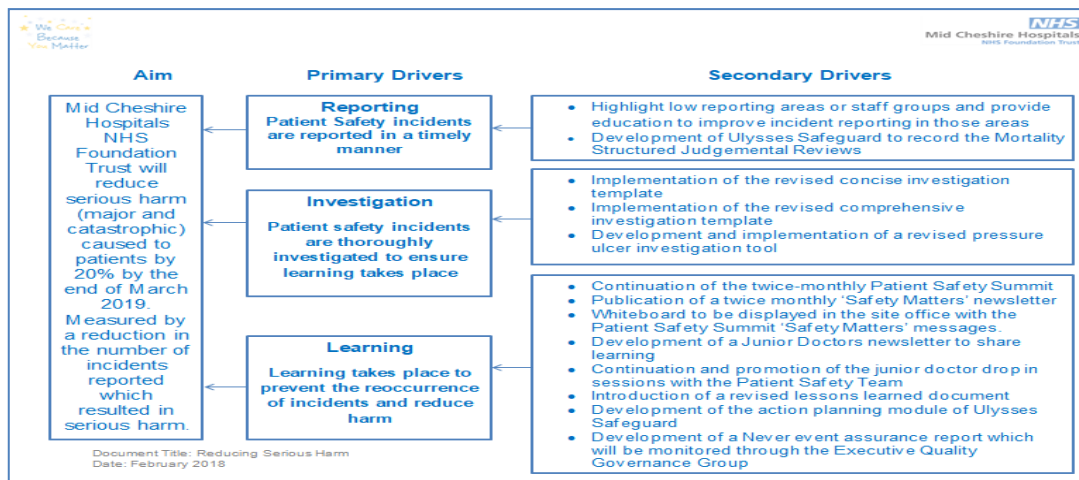 We Care
Because
You Matter
NHS
Mid Cheshire Hospitals
NHS Foundation Trust
Aim
Primary Drivers
Secondary Drivers
Mid Cheshire
Hospitals
NHS
Foundation
Trust will
reduce
serious harm
(major and
catastrophic)
caused to
patients by
20% by the
end of March
2019.
Measured by
a reduction in
the number of
incidents
reported
which
resulted in
serious harm.
Reporting
Patient Safety incidents
are reported in a timely
manner
Investigation
Patient safety incidents
are thoroughly
investigated to ensure
learning takes place
Learning
Learning takes place to
prevent the reoccurrence
of incidents and reduce
harm
• Highlight low reporting areas or staff groups and provide
education to improve incident reporting in those areas
• Development of Ulysses Safeguard to record the Mortality
Structured Judgemental Reviews
• Implementation of the revised concise investigation
template
• Implementation of the revised comprehensive
investigation template
• Development and implementation of a revised pressure
ulcer investigation tool
• Continuation of the twice-monthly Patient Safety Summit
• Publication of a twice monthly ‘Safety Matters’ newsletter
• Whiteboard to be displayed in the site office with the
Patient Safety Summit ‘Safety Matters’ messages.
• Development of a Junior Doctors newsletter to share
learning
• Continuation and promotion of the junior doctor drop in
sessions with the Patient Safety Team
• Introduction of a revised lessons learned document
• Development of the action planning module of Ulysses
Safeguard
• Development of a Never event assurance report which
will be monitored through the Executive Quality
Governance Group
Document Title: Reducing Serious Harm
Date: February 2018